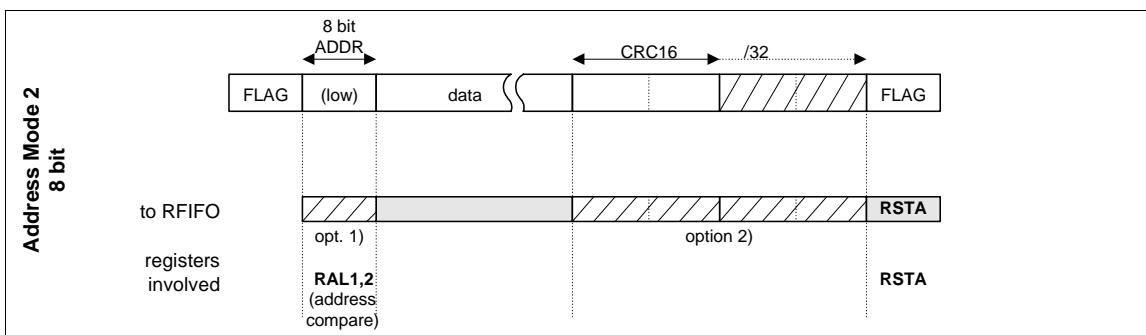 Address Mode 2
8 bit
8 bit
ADDR
CRC16
/32
FLAG
(low)
data
FLAG
to RFIFO
RSTA
opt. 1)
option 2)
registers
involved
RAL1,2
(address
compare)
RSTA